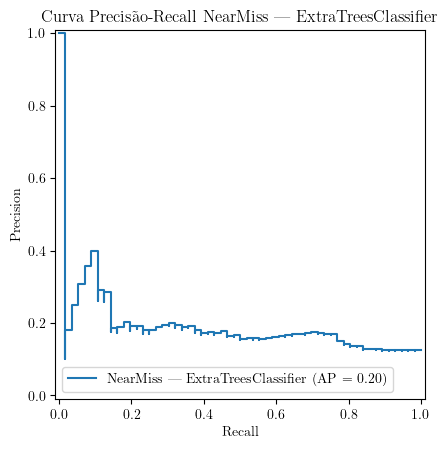 Curva Precisão-Recall NearMiss — ExtraTreesClassifier
1.0
0.8
0.6
0.4
0.2
0.0
Precision
NearMiss — ExtraTreesClassifier (AP = 0.20)
0.0 0.2 0.4 0.6 0.8 1.0
Recall